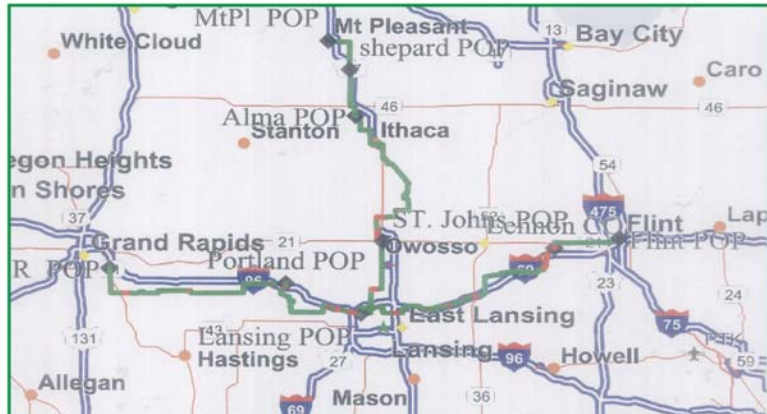 MtPl POP
Mt Pleasant
White Cloud
13
Bay City
shepard POP
Caro
Saginaw
46
46
Alma POP
Stanton
Ithaca
egon Heights
n Shores
54
37
475
ST. Johns POP
Lennon CO
Flint
Lap
Grand Rapids
21
Owosso
21
Flint POP
R POP
Portland POP
96
69
23
24
East Lansing
43
Lansing POP
75
131
Hastings
27
Lansing
96
Howell
PTK
59
Allegan
69
Mason
36